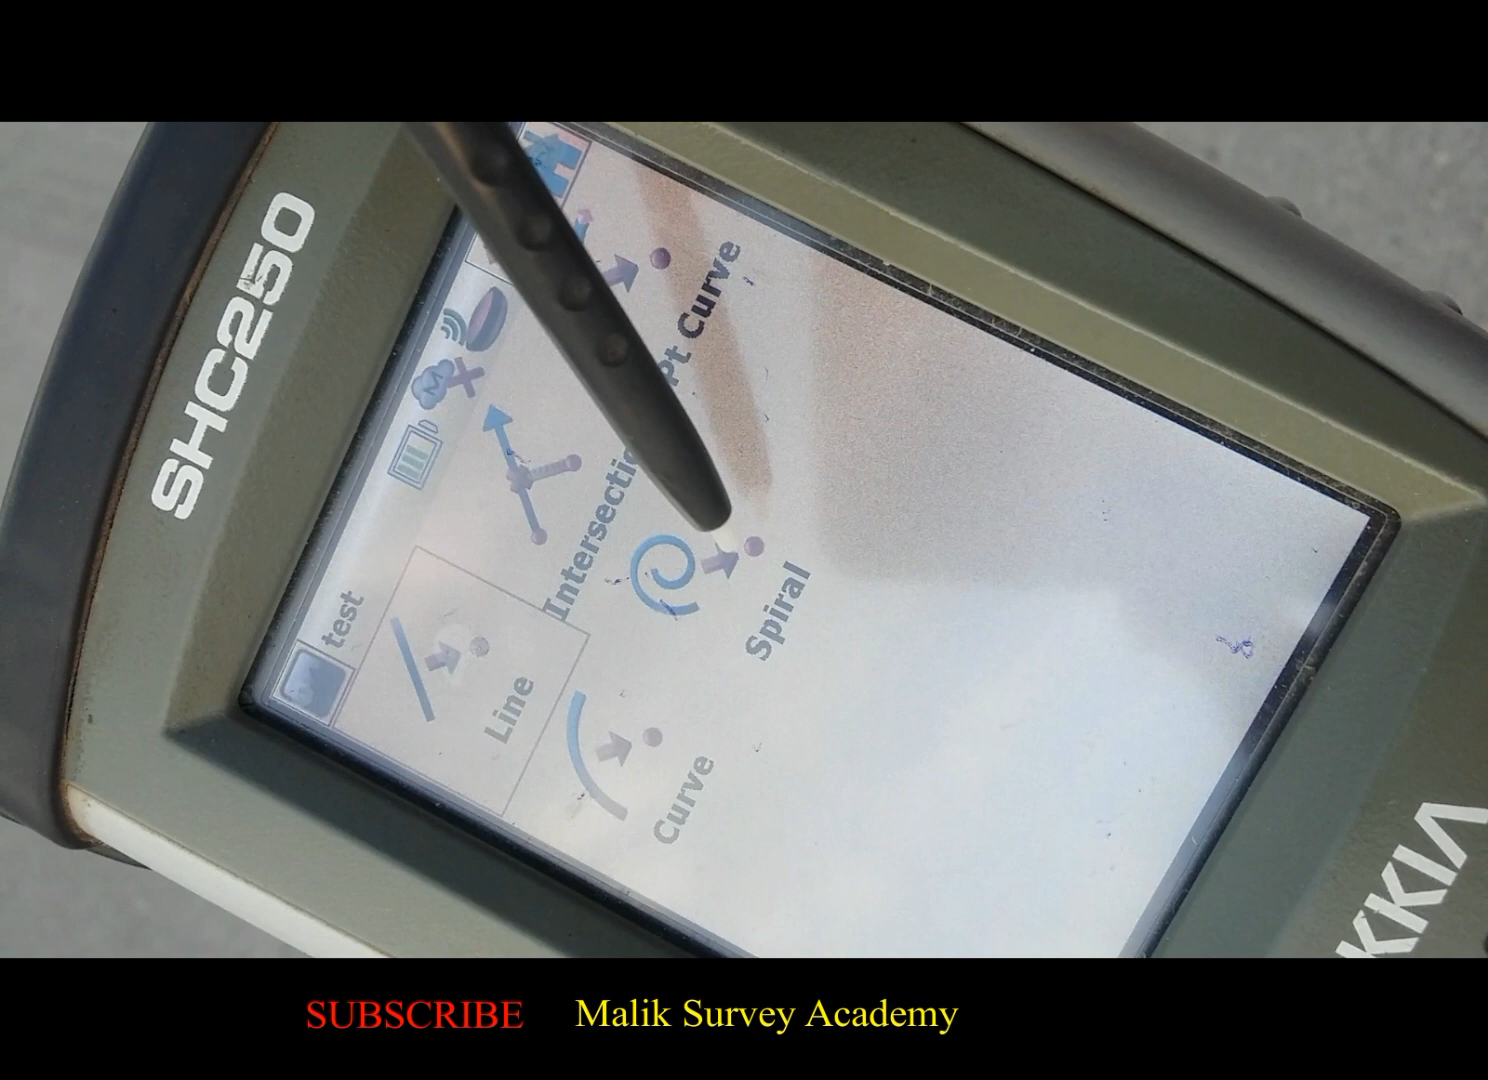 SHC250
test
Line
Intersectio
Pt Curve
Curve
Spiral
KKIA
SUBSCRIBE Malik Survey Academy